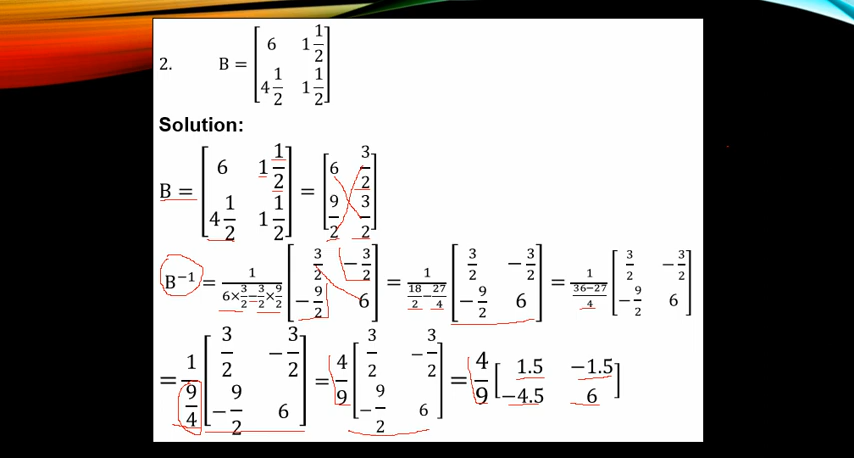 2. B = [6 1 1/2; 4 1/2 1 1/2]
Solution:
B = [6 1 1/2; 4 1/2 1 1/2] = [6 3/2; 9/2 3/2]
B⁻¹ = 1/(6×3/2−3/2×9/2) [3/2 −3/2; −9/2 6] = 1/(18/2−27/4) [3/2 −3/2; −9/2 6] = 1/((36−27)/4) [3/2 −3/2; −9/2 6]
= 1/(9/4) [3/2 −3/2; −9/2 6] = 4/9 [3/2 −3/2; −9/2 6] = 4/9 [1.5 −1.5; −4.5 6]